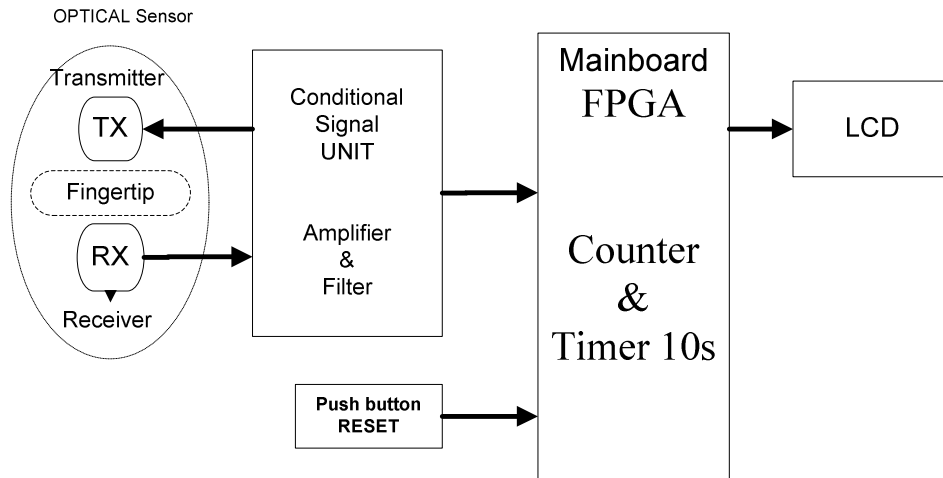 OPTICAL Sensor
Transmitter
TX
Fingertip
RX
Receiver
Conditional
Signal
UNIT
Amplifier
&
Filter
Push button
RESET
Mainboard
FPGA
Counter
&
Timer 10s
LCD